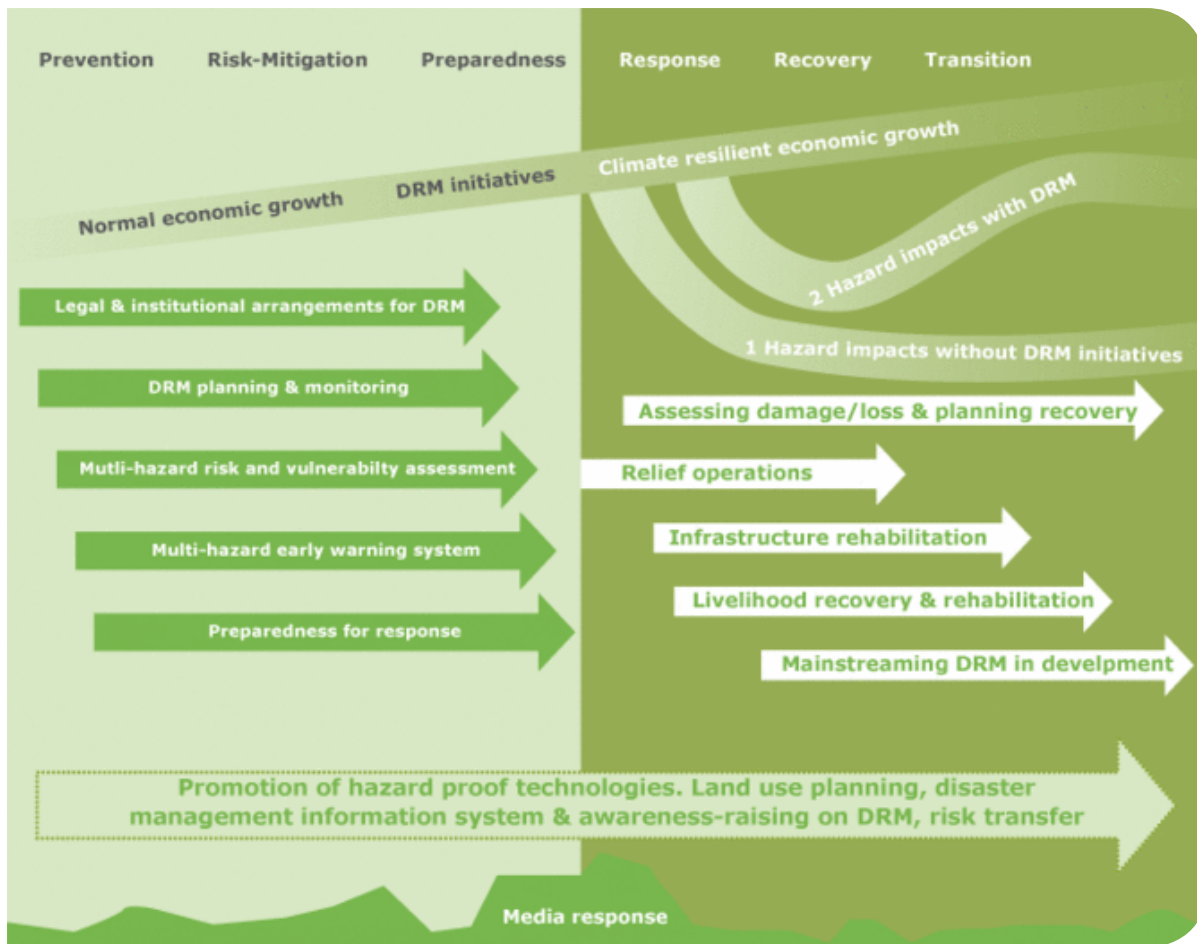 Prevention Risk-Mitigation Preparedness Response Recovery Transition
Normal economic growth
DRM initiatives
Climate resilient economic growth
2 Hazard impacts with DRM
1 Hazard impacts without DRM initiatives
Legal & institutional arrangements for DRM
DRM planning & monitoring
Mutli-hazard risk and vulnerabilty assessment
Multi-hazard early warning system
Preparedness for response
Assessing damage/loss & planning recovery
Relief operations
Infrastructure rehabilitation
Livelihood recovery & rehabilitation
Mainstreaming DRM in develpment
Promotion of hazard proof technologies. Land use planning, disaster
management information system & awareness-raising on DRM, risk transfer
Media response